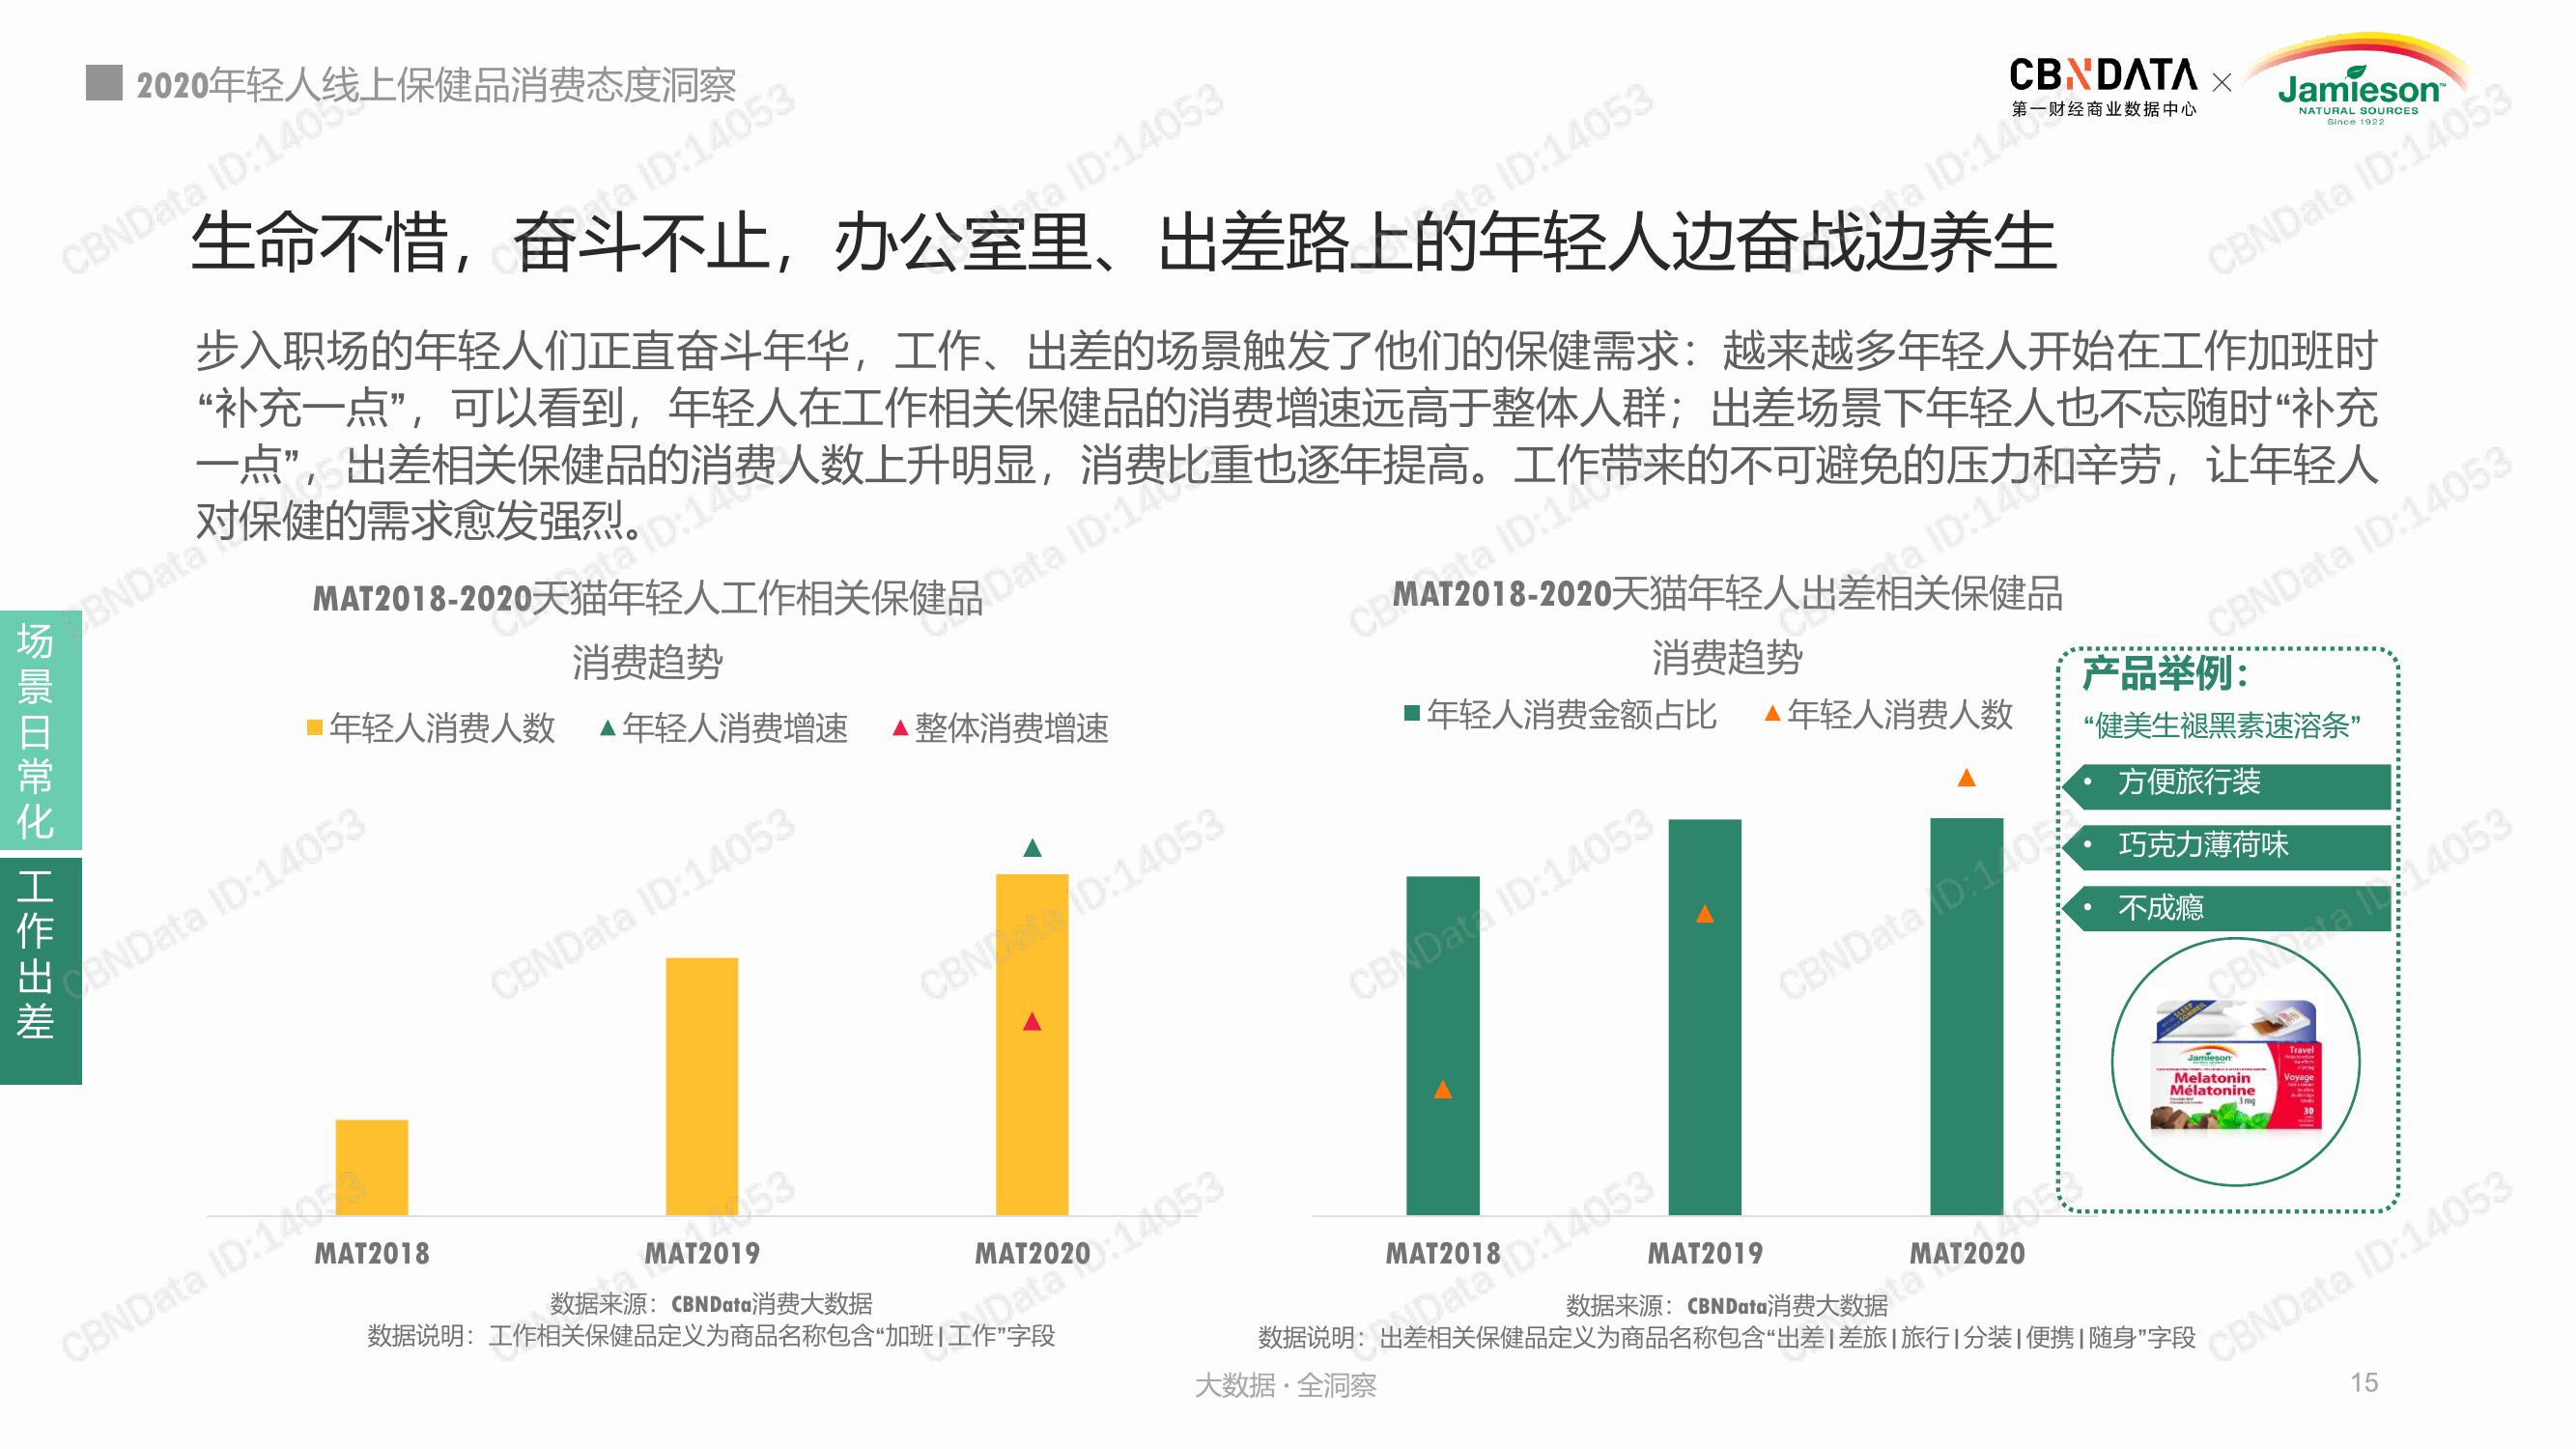 2020年轻人线上保健品消费态度洞察
CBNDATA
第一财经商业数据中心
×
Jamieson™
NATURAL SOURCES
Since 1922
生命不惜，奋斗不止，办公室里、出差路上的年轻人边奋战边养生
步入职场的年轻人们正直奋斗年华，工作、出差的场景触发了他们的保健需求：越来越多年轻人开始在工作加班时
“补充一点”，可以看到，年轻人在工作相关保健品的消费增速远高于整体人群；出差场景下年轻人也不忘随时“补充
一点”，出差相关保健品的消费人数上升明显，消费比重也逐年提高。工作带来的不可避免的压力和辛劳，让年轻人
对保健的需求愈发强烈。
场景日常化
工作出差
MAT2018-2020天猫年轻人工作相关保健品
消费趋势
年轻人消费人数 年轻人消费增速 整体消费增速
MAT2018 MAT2019 MAT2020
数据来源：CBNData消费大数据
数据说明：工作相关保健品定义为商品名称包含“加班|工作”字段
MAT2018-2020天猫年轻人出差相关保健品
消费趋势
年轻人消费金额占比 年轻人消费人数
MAT2018 MAT2019 MAT2020
数据来源：CBNData消费大数据
数据说明：出差相关保健品定义为商品名称包含“出差|差旅|旅行|分装|便携|随身”字段
产品举例：
“健美生褪黑素速溶条”
• 方便旅行装
• 巧克力薄荷味
• 不成瘾
Jamieson
Melatonin
Mélatonine
3 mg
Travel
Voyage
30
大数据·全洞察
15
CBNData ID:14053